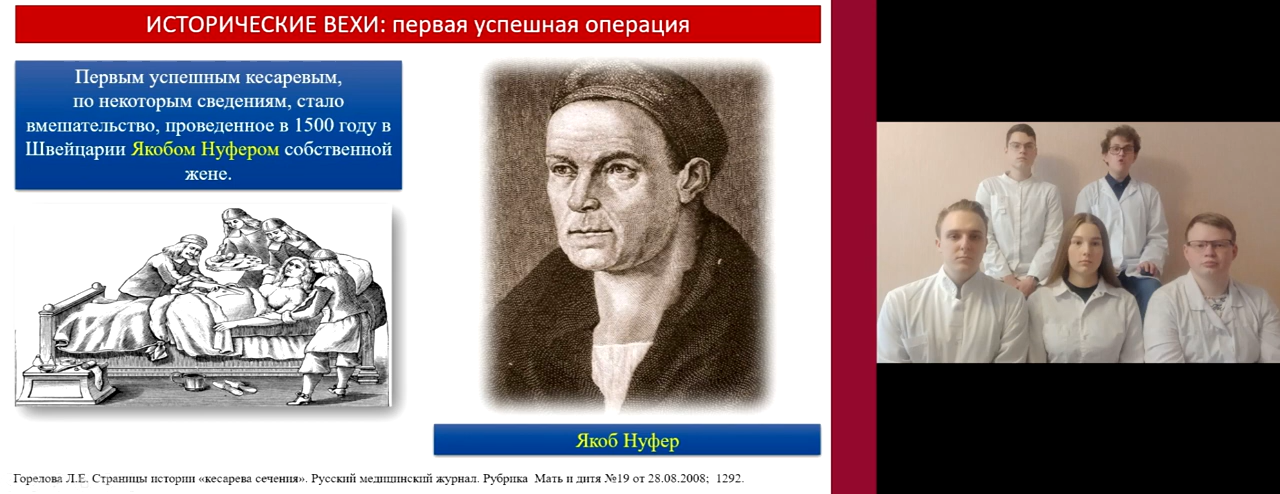 ИСТОРИЧЕСКИЕ ВЕХИ: первая успешная операция
Первым успешным кесаревым,
по некоторым сведениям, стало
вмешательство, проведенное в 1500 году в
Швейцарии Якобом Нуфером собственной
жене.
Якоб Нуфер
Горелова Л.Е. Страницы истории «кесарева сечения». Русский медицинский журнал. Рубрика Мать и дитя №19 от 28.08.2008; 1292.